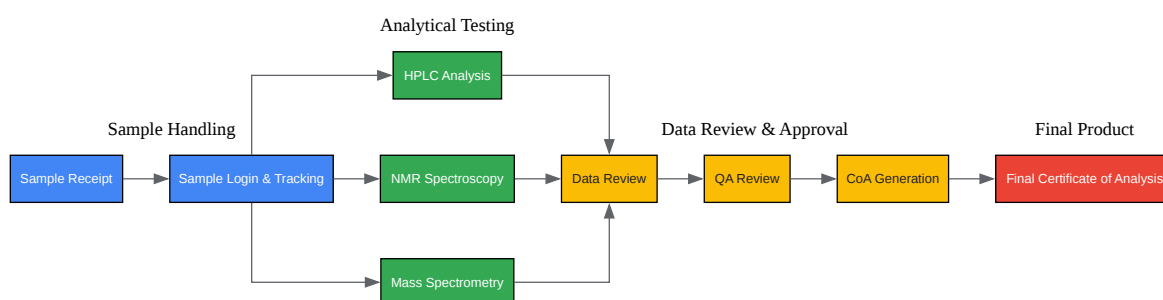 Analytical Testing
HPLC Analysis
Sample Handling
Data Review & Approval
Final Product
Sample Receipt
Sample Login & Tracking
NMR Spectroscopy
Data Review
QA Review
CoA Generation
Final Certificate of Analysis
Mass Spectrometry